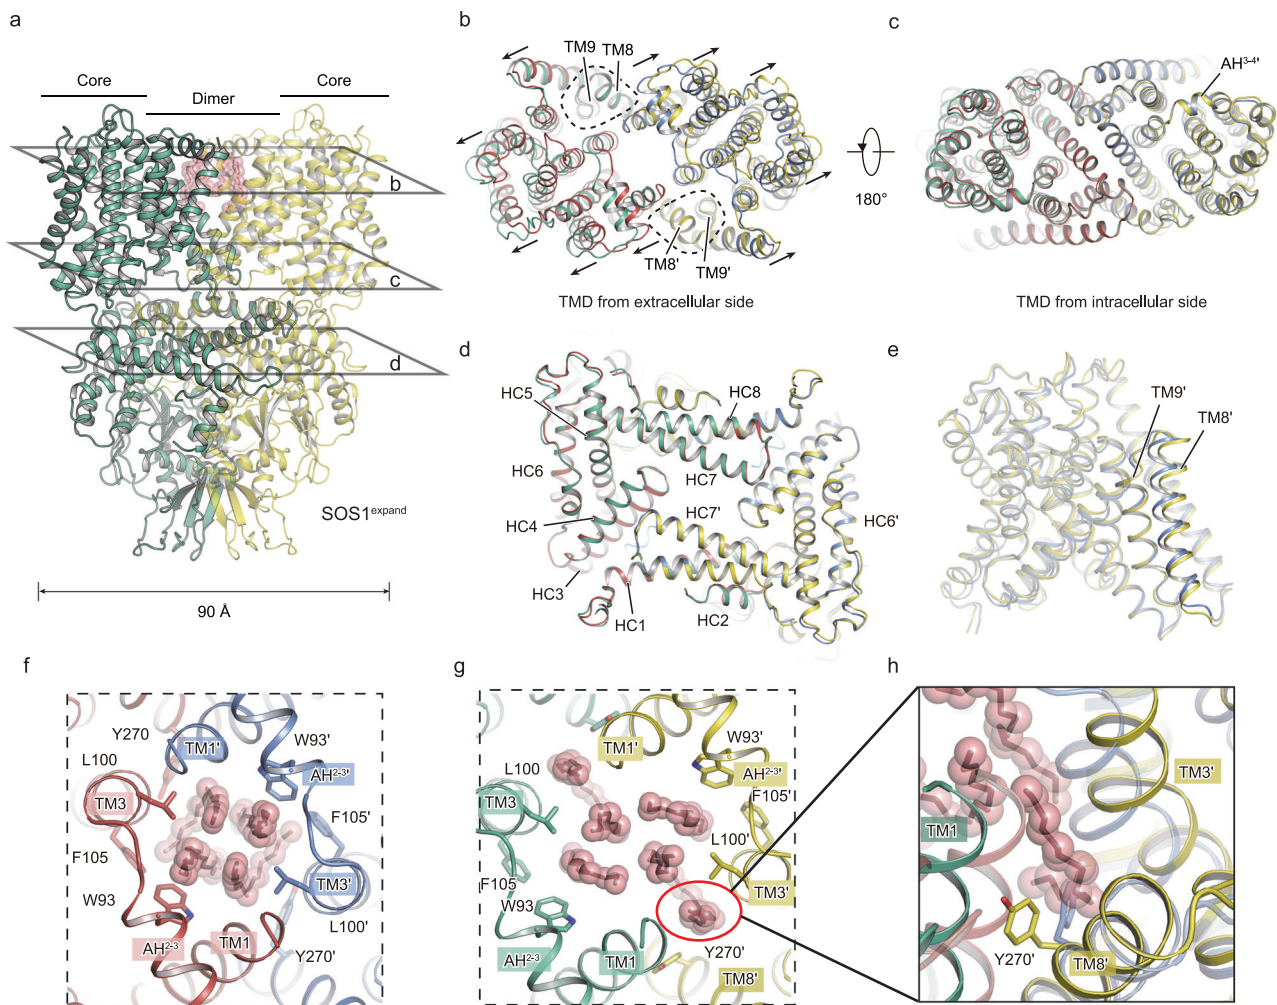 a
Core
Core
Dimer
b
c
d
SOS1expand
90 Å
b
TM9
TM8
TM8'
TM9'
TMD from extracellular side
180°
c
AH3-4'
TMD from intracellular side
d
HC5
HC8
HC6
HC7
HC4
HC7'
HC6'
HC3
HC1
HC2
e
TM9'
TM8'
f
Y270
TM1'
W93'
L100
AH2-3'
TM3
F105'
F105
W93
TM3'
AH2-3
TM1
L100'
Y270'
g
W93'
TM1'
L100
AH2-3'
TM3
F105'
L100'
F105
TM3'
W93
AH2-3
TM1
Y270'
TM8'
h
TM3'
TM1
Y270'
TM8'